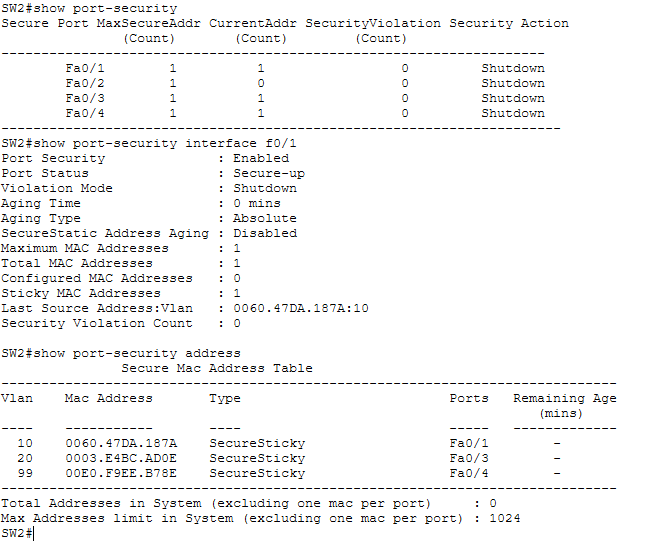 SW2#show port-security
Secure Port MaxSecureAddr CurrentAddr SecurityViolation Security Action
(Count) (Count) (Count)
--------------------------------------------------------------------
Fa0/1 1 1 0 Shutdown
Fa0/2 1 0 0 Shutdown
Fa0/3 1 1 0 Shutdown
Fa0/4 1 1 0 Shutdown
----------------------------------------------------------------------
SW2#show port-security interface f0/1
Port Security : Enabled
Port Status : Secure-up
Violation Mode : Shutdown
Aging Time : 0 mins
Aging Type : Absolute
SecureStatic Address Aging : Disabled
Maximum MAC Addresses : 1
Total MAC Addresses : 1
Configured MAC Addresses : 0
Sticky MAC Addresses : 1
Last Source Address:Vlan : 0060.47DA.187A:10
Security Violation Count : 0
SW2#show port-security address
Secure Mac Address Table
-----------------------------------------------------------------------------
Vlan Mac Address Type Ports Remaining Age
(mins)
---- ----------- ---- ----- -------------
10 0060.47DA.187A SecureSticky Fa0/1 -
20 0003.E4BC.AD0E SecureSticky Fa0/3 -
99 00E0.F9EE.B78E SecureSticky Fa0/4 -
-----------------------------------------------------------------------------
Total Addresses in System (excluding one mac per port) : 0
Max Addresses limit in System (excluding one mac per port) : 1024
SW2#